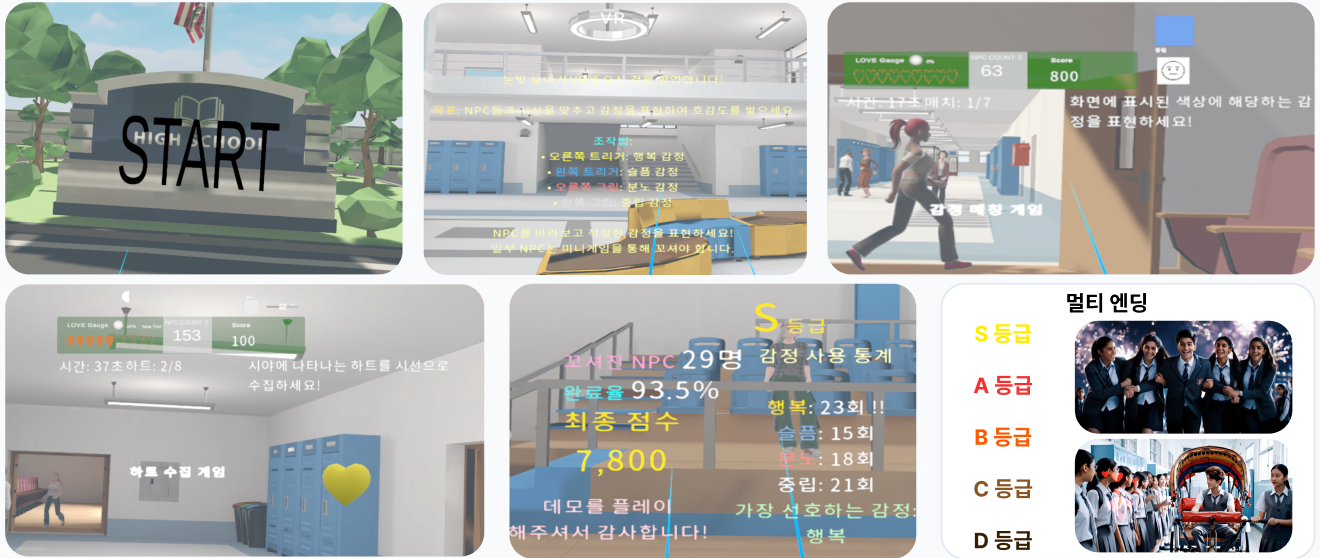 HIGH SCHOOL
START
VR
목표: NPC들과 시선을 맞추고 감정을 표현하여 호감도를 쌓으세요
조작법:
• 오른쪽 트리거: 행복 감정
• 왼쪽 트리거: 슬픔 감정
• 오른쪽 그립: 분노 감정
• 왼쪽 그립: 중립 감정
NPC를 바라보고 적절한 감정을 표현하세요!
일부 NPC는 미니게임을 통해 꼬셔야 합니다.
LOVE Gauge 0%
NPC COUNT: 5
63
Score
800
시간: 17초 매치: 1/7
화면에 표시된 색상에 해당하는 감
정을 표현하세요!
감정 매칭 게임
LOVE Gauge
NPC COUNT: 2
153
Score
100
시간: 37초 하트: 2/8
시야에 나타나는 하트를 시선으로
수집하세요!
하트 수집 게임
S 등급
꼬셔진 NPC 29명
완료율 93.5%
최종 점수
7,800
데모를 플레이
해주셔서 감사합니다!
감정 사용 통계
행복: 23회 !!
슬픔: 15회
분노: 18회
중립: 21회
가장 선호하는 감정:
행복
멀티 엔딩
S 등급
A 등급
B 등급
C 등급
D 등급